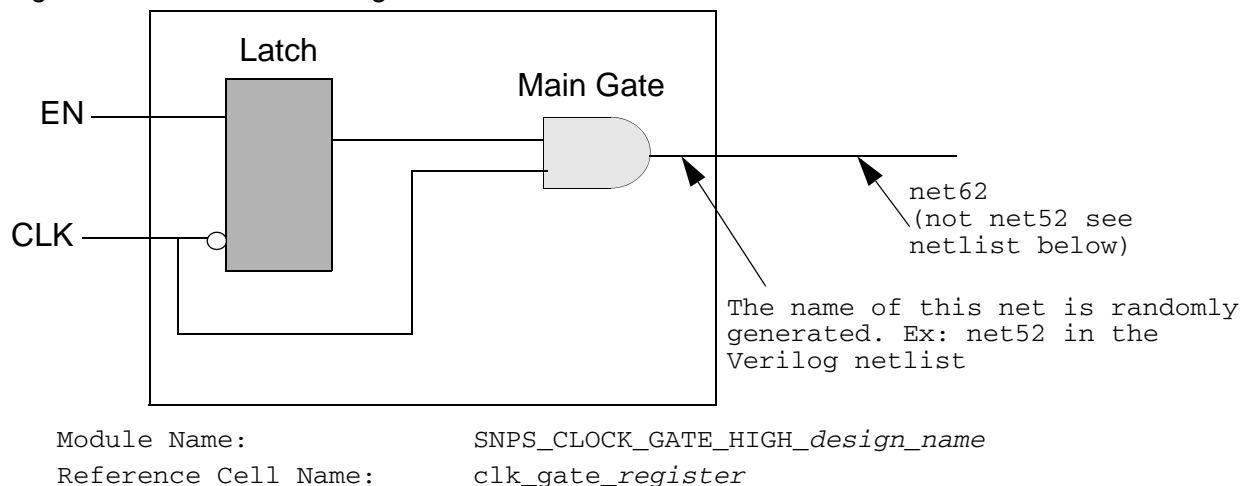 Latch
Main Gate
EN
CLK
net62
(not net52 see
netlist below)
The name of this net is randomly
generated. Ex: net52 in the
Verilog netlist
Module Name: SNPS_CLOCK_GATE_HIGH_design_name
Reference Cell Name: clk_gate_register